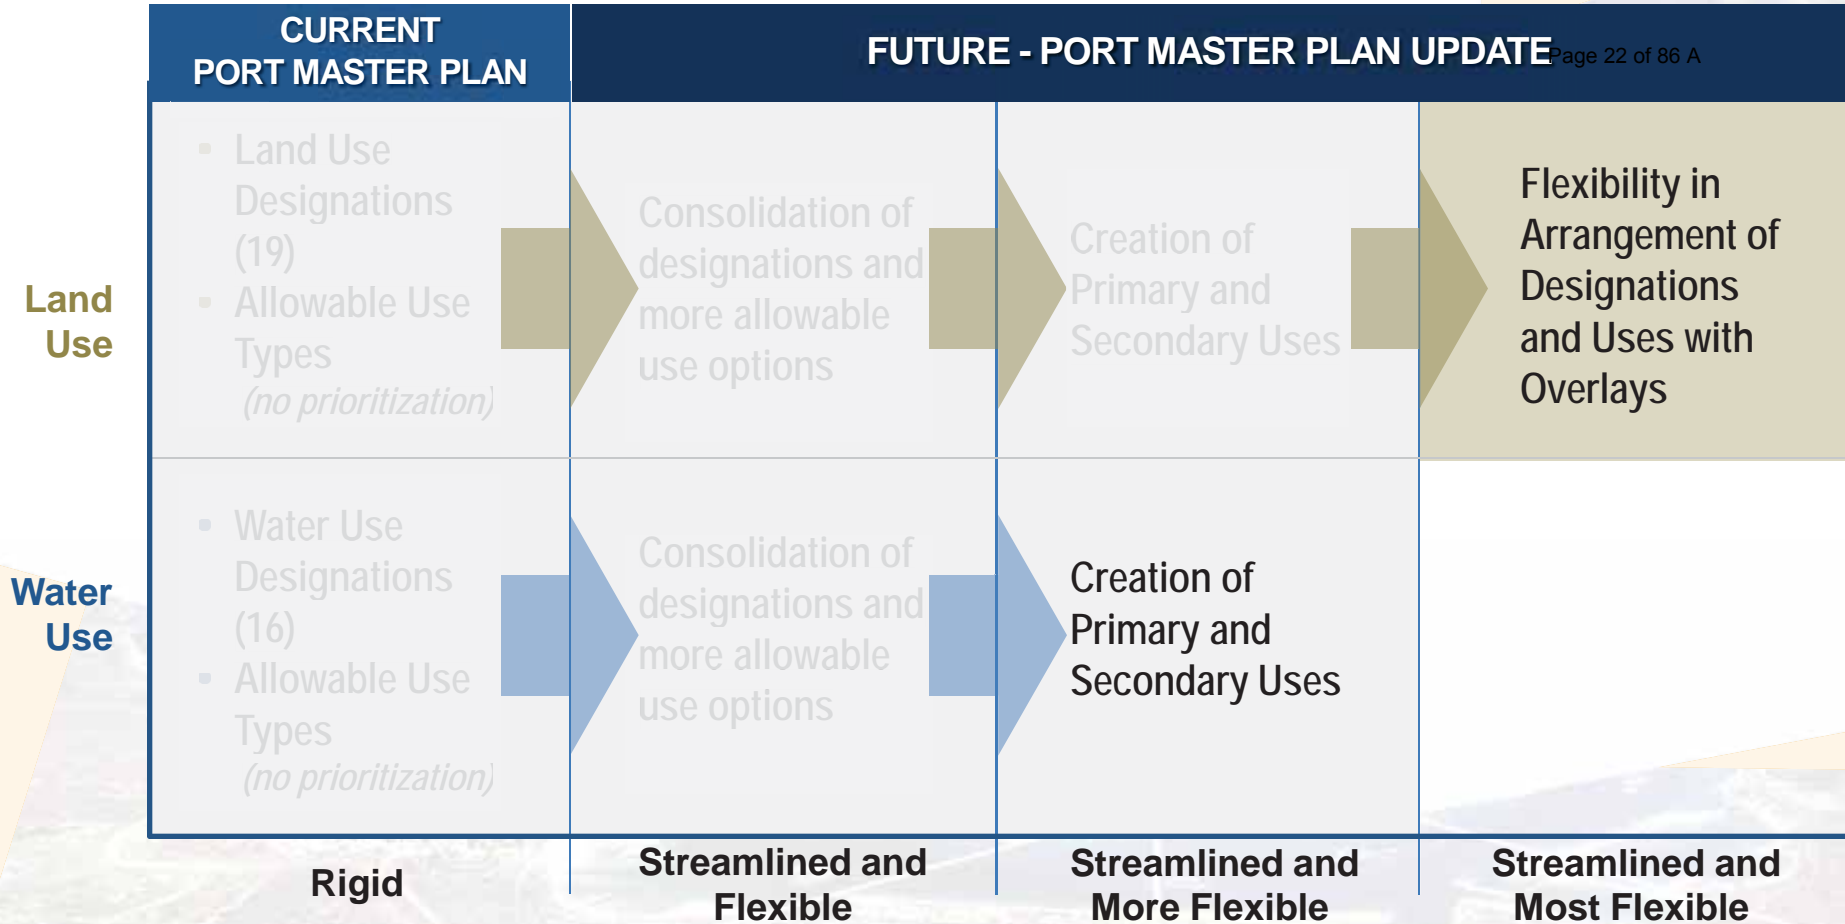 CURRENT
PORT MASTER PLAN
FUTURE - PORT MASTER PLAN UPDATE
Page 22 of 86 A
Land
Use
▪ Land Use
Designations
(19)
▪ Allowable Use
Types
(no prioritization)
Consolidation of
designations and
more allowable
use options
Creation of
Primary and
Secondary Uses
Flexibility in
Arrangement of
Designations
and Uses with
Overlays
Water
Use
▪ Water Use
Designations
(16)
▪ Allowable Use
Types
(no prioritization)
Consolidation of
designations and
more allowable
use options
Creation of
Primary and
Secondary Uses
Rigid
Streamlined and
Flexible
Streamlined and
More Flexible
Streamlined and
Most Flexible